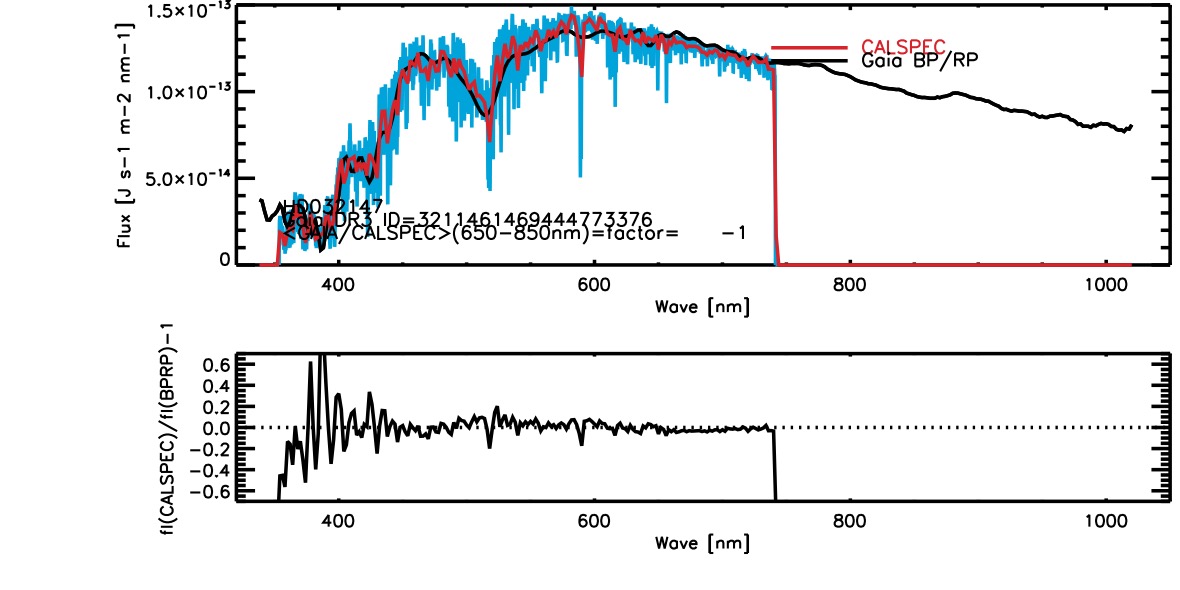 1.5×10−13
1.0×10−13
5.0×10−14
0
Flux [J s−1 m−2 nm−1]
CALSPEC
Gaia BP/RP
HD032147
Gaia DR3 ID=3211461469444773376
<GAIA/CALSPEC>(650−850nm)=factor= −1
400 600 800 1000
Wave [nm]
fl(CALSPEC)/fl(BPRP)−1
0.6
0.4
0.2
0.0
−0.2
−0.4
−0.6
400 600 800 1000
Wave [nm]